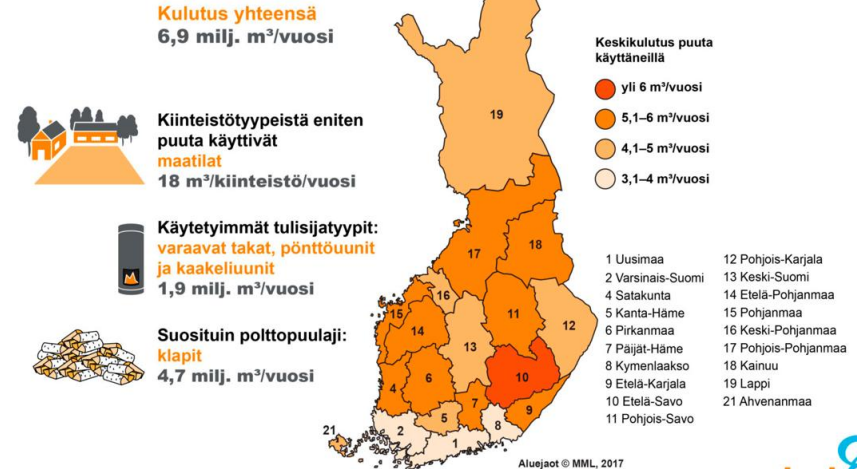 Kulutus yhteensä
6,9 milj. m³/vuosi
Kiinteistötyypeistä eniten
puuta käyttivät
maatilat
18 m³/kiinteistö/vuosi
Käytetyimmät tulisijatyypit:
varaavat takat, pönttöuunit
ja kaakeliuunit
1,9 milj. m³/vuosi
Suosituin polttopuulaji:
klapit
4,7 milj. m³/vuosi
19
17
18
16
15
14
13
11
12
10
4
6
7
9
5
8
2
1
21
Keskikulutus puuta
käyttäneillä
yli 6 m³/vuosi
5,1–6 m³/vuosi
4,1–5 m³/vuosi
3,1–4 m³/vuosi
1 Uusimaa
2 Varsinais-Suomi
4 Satakunta
5 Kanta-Häme
6 Pirkanmaa
7 Päijät-Häme
8 Kymenlaakso
9 Etelä-Karjala
10 Etelä-Savo
11 Pohjois-Savo
12 Pohjois-Karjala
13 Keski-Suomi
14 Etelä-Pohjanmaa
15 Pohjanmaa
16 Keski-Pohjanmaa
17 Pohjois-Pohjanmaa
18 Kainuu
19 Lappi
21 Ahvenanmaa
Aluejaot © MML, 2017